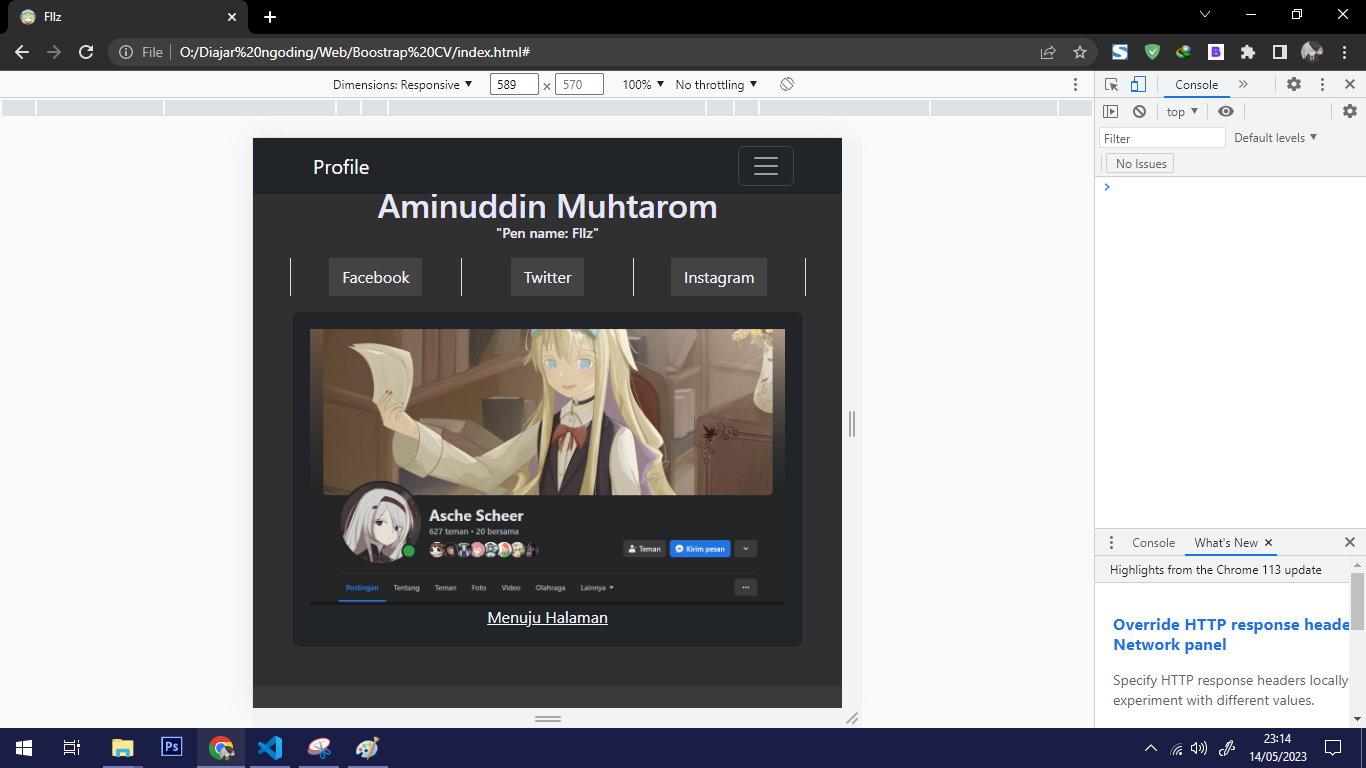 Fllz
File
O:/Diajar%20ngoding/Web/Boostrap%20CV/index.html#
Dimensions: Responsive
589 × 570
100%
No throttling
Console
top
Filter
Default levels
No Issues
Profile
Aminuddin Muhtarom
"Pen name: Fllz"
Facebook
Twitter
Instagram
Asche Scheer
627 teman • 20 bersama
Teman
Kirim pesan
Postingan Tentang Teman Foto Video Olahraga Lainnya
Menuju Halaman
Console
What's New
Highlights from the Chrome 113 update
Override HTTP response heade
Network panel
Specify HTTP response headers locally
experiment with different values.
Ps
23:14
14/05/2023